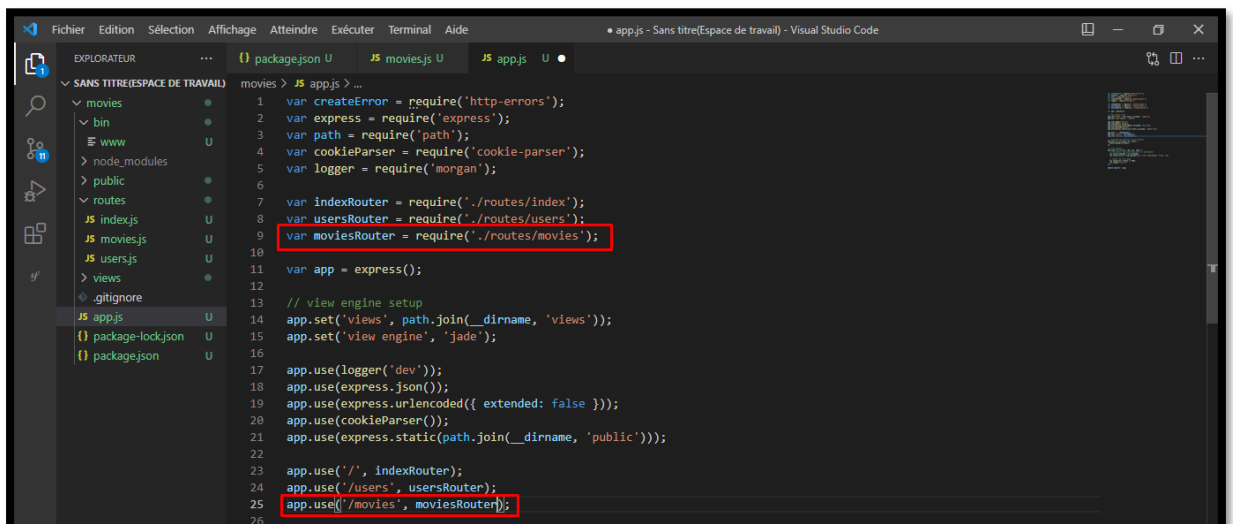 Fichier Edition Sélection Affichage Atteindre Exécuter Terminal Aide ● app.js - Sans titre(Espace de travail) - Visual Studio Code
EXPLORATEUR ...
SANS TITRE(ESPACE DE TRAVAIL)
movies
bin
www U
node_modules
public
routes
JS index.js U
JS movies.js U
JS users.js U
views
.gitignore
JS app.js U
{} package-lock.json U
{} package.json U
1
11
{} package.json U JS movies.js U JS app.js U ●
movies > JS app.js > ...
1 var createError = require('http-errors');
2 var express = require('express');
3 var path = require('path');
4 var cookieParser = require('cookie-parser');
5 var logger = require('morgan');
6
7 var indexRouter = require('./routes/index');
8 var usersRouter = require('./routes/users');
9 var moviesRouter = require('./routes/movies');
10
11 var app = express();
12
13 // view engine setup
14 app.set('views', path.join(__dirname, 'views'));
15 app.set('view engine', 'jade');
16
17 app.use(logger('dev'));
18 app.use(express.json());
19 app.use(express.urlencoded({ extended: false }));
20 app.use(cookieParser());
21 app.use(express.static(path.join(__dirname, 'public')));
22
23 app.use('/', indexRouter);
24 app.use('/users', usersRouter);
25 app.use('/movies', moviesRouter);
26